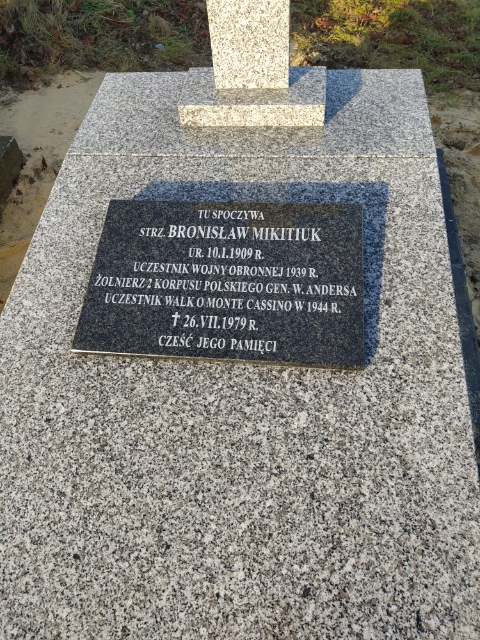 TU SPOCZYWA
STRZ. BRONISŁAW MIKITIUK
UR. 10.I.1909 R.
UCZESTNIK WOJNY OBRONNEJ 1939 R.
ŻOŁNIERZ 2 KORPUSU POLSKIEGO GEN. W. ANDERSA
UCZESTNIK WALK O MONTE CASSINO W 1944 R.
✝ 26.VII.1979 R.
CZEŚĆ JEGO PAMIĘCI